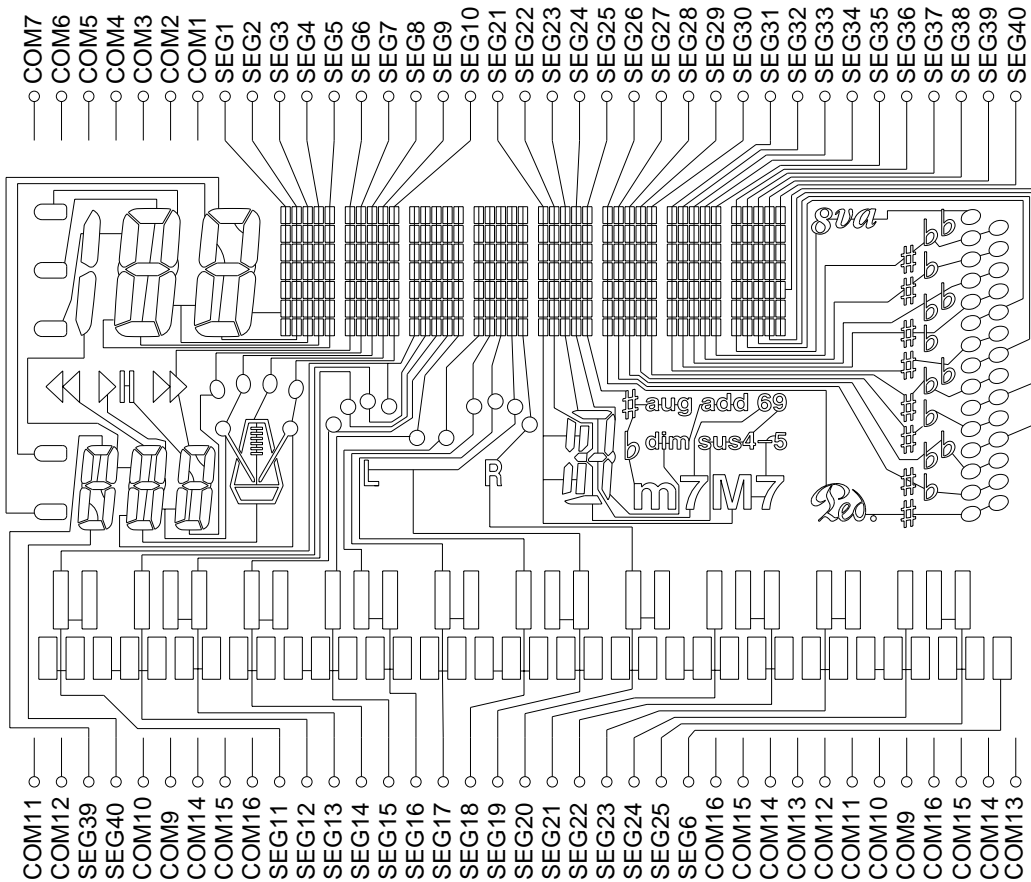 COM7
COM6
COM5
COM4
COM3
COM2
COM1
SEG1
SEG2
SEG3
SEG4
SEG5
SEG6
SEG7
SEG8
SEG9
SEG10
SEG21
SEG22
SEG23
SEG24
SEG25
SEG26
SEG27
SEG28
SEG29
SEG30
SEG31
SEG32
SEG33
SEG34
SEG35
SEG36
SEG37
SEG38
SEG39
SEG40
8va
♯ aug add 69
♭ dim sus4-5
L
R
m7M7
Ped.
COM11
COM12
SEG39
SEG40
COM10
COM9
COM14
COM15
COM16
SEG11
SEG12
SEG13
SEG14
SEG15
SEG16
SEG17
SEG18
SEG19
SEG20
SEG21
SEG22
SEG23
SEG24
SEG25
SEG6
COM16
COM15
COM14
COM13
COM12
COM11
COM10
COM9
COM16
COM15
COM14
COM13